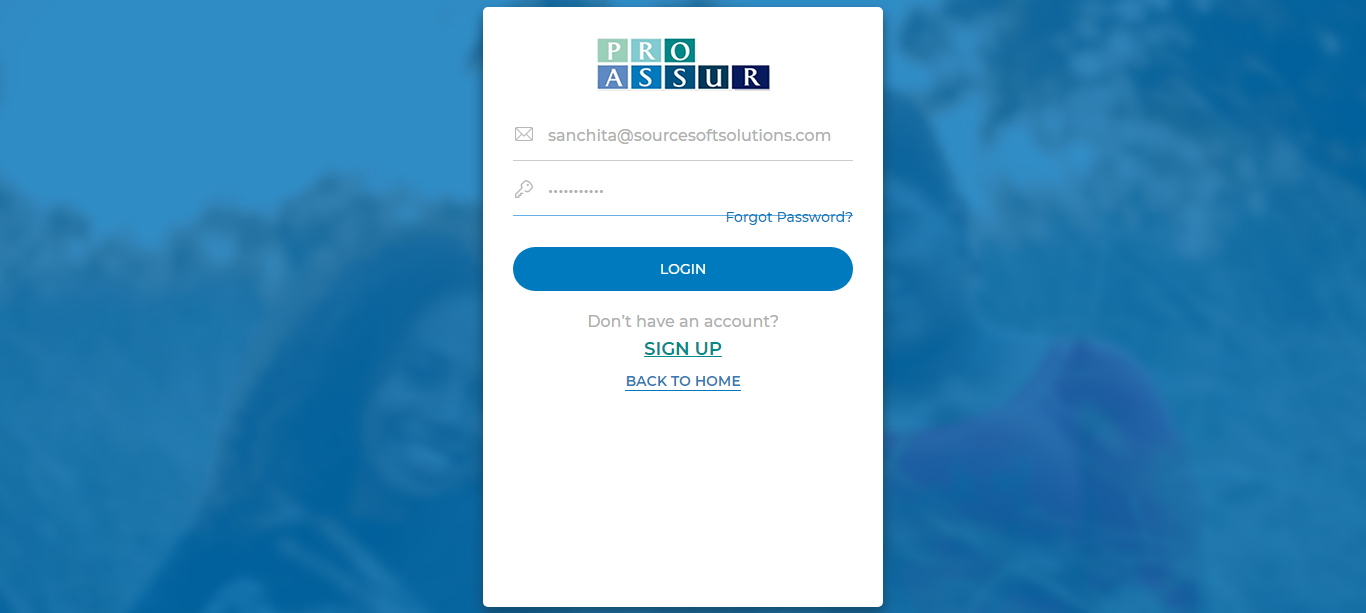 PRO
ASSUR
sanchita@sourcesoftsolutions.com
•••••••••••
Forgot Password?
LOGIN
Don't have an account?
SIGN UP
BACK TO HOME